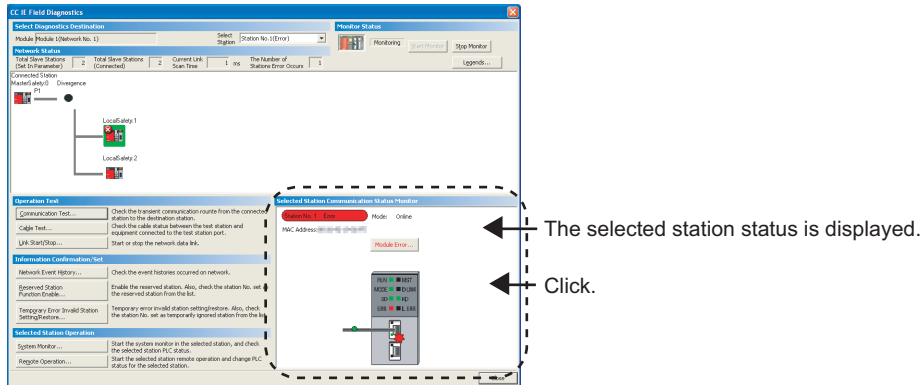 CC IE Field Diagnostics
Select Diagnostics Destination
Monitor Status
Module Module 1(Network No. 1)
Select Station
Station No.1(Error)
Monitoring
Start Monitor
Stop Monitor
Network Status
Total Slave Stations (Set In Parameter) 2
Total Slave Stations (Connected) 2
Current Link Scan Time 1 ms
The Number of Stations Error Occurs 1
Legends...
Connected Station
MasterSafety:0 Divergence
P1
LocalSafety:1
LocalSafety:2
Operation Test
Communication Test...
Check the transient communication rounte from the connected station to the destination station.
Cable Test...
Check the cable status between the test station and equipment connected to the test station port.
Link Start/Stop...
Start or stop the network data link.
Information Confirmation/Set
Network Event History...
Check the event histories occurred on network.
Reserved Station Function Enable...
Enable the reserved station. Also, check the station No. set as the reserved station from the list.
Temporary Error Invalid Station Setting/Restore...
Temporary error invalid station setting/restore. Also, check the station No. set as temporarily ignored station from the list
Selected Station Operation
System Monitor...
Start the system monitor in the selected station, and check the selected station PLC status.
Remote Operation...
Start the selected station remote operation and change PLC status for the selected station.
Selected Station Communication Status Monitor
Station No. 1 Error
Mode: Online
MAC Address:
Module Error...
RUN MST
MODE D LINK
SD RD
ERR L ERR
Close
The selected station status is displayed.
Click.